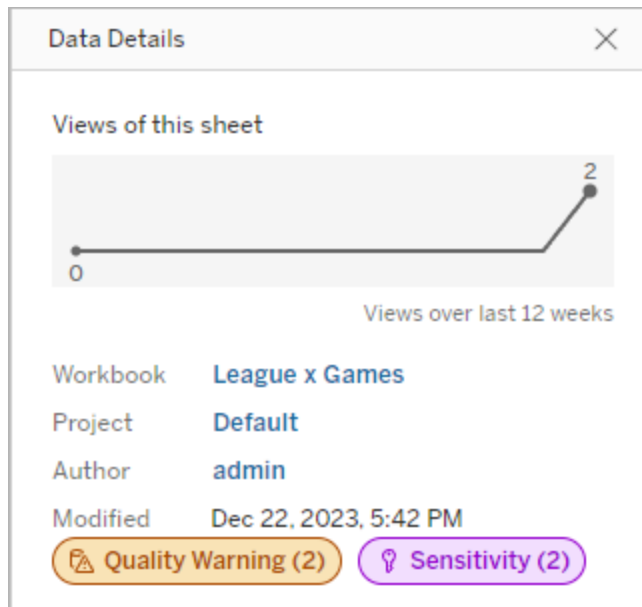 Data Details
Views of this sheet
2
0
Views over last 12 weeks
Workbook League x Games
Project Default
Author admin
Modified Dec 22, 2023, 5:42 PM
Quality Warning (2) Sensitivity (2)